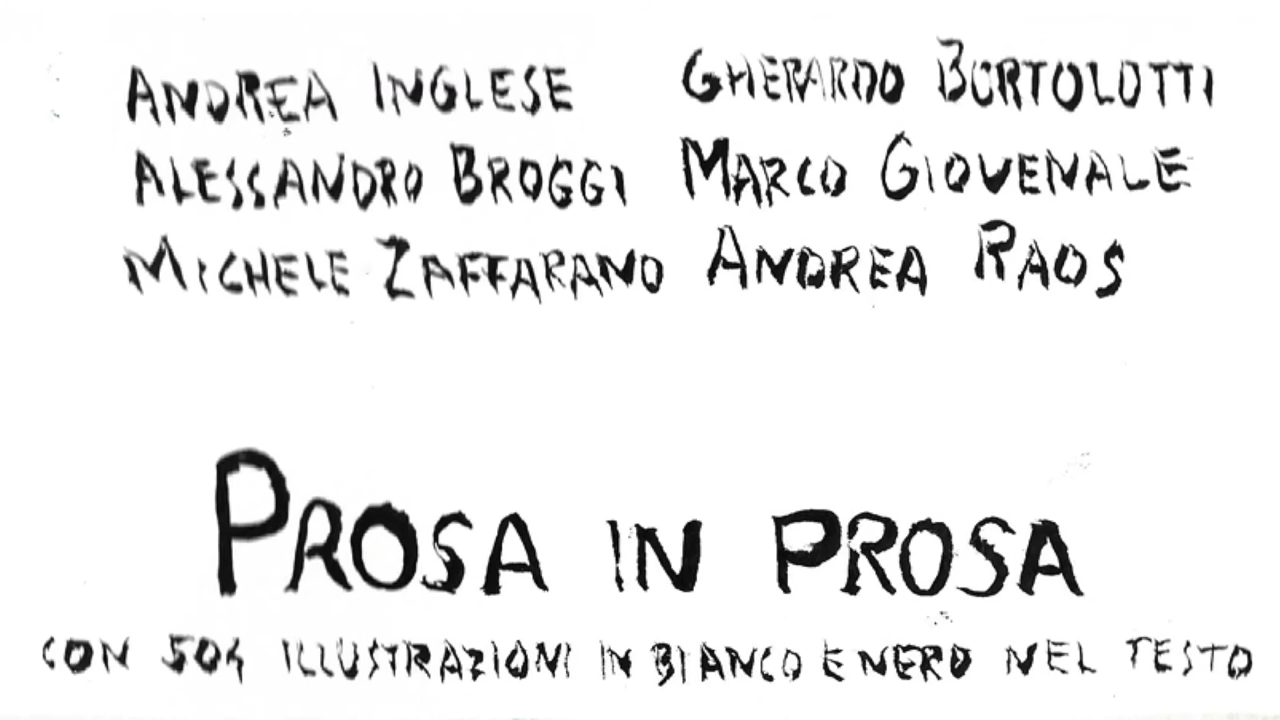 ANDREA INGLESE GHERARDO BORTOLOTTI
ALESSANDRO BROGGI MARCO GIOVENALE
MICHELE ZAFFARANO ANDREA RAOS
PROSA IN PROSA
CON 504 ILLUSTRAZIONI IN BIANCO E NERO NEL TESTO